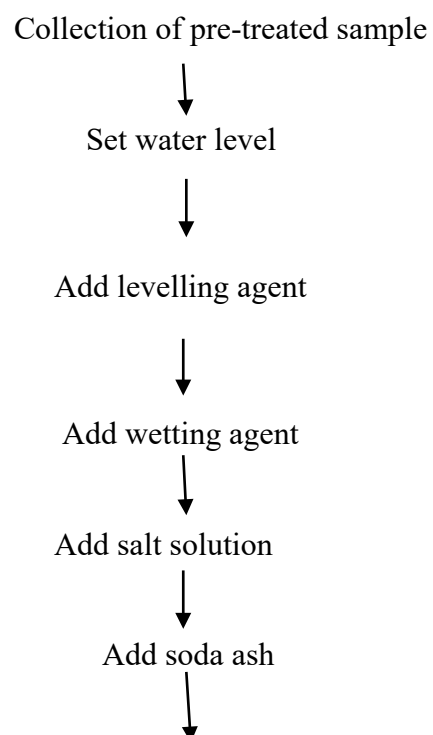 Collection of pre-treated sample
Set water level
Add levelling agent
Add wetting agent
Add salt solution
Add soda ash